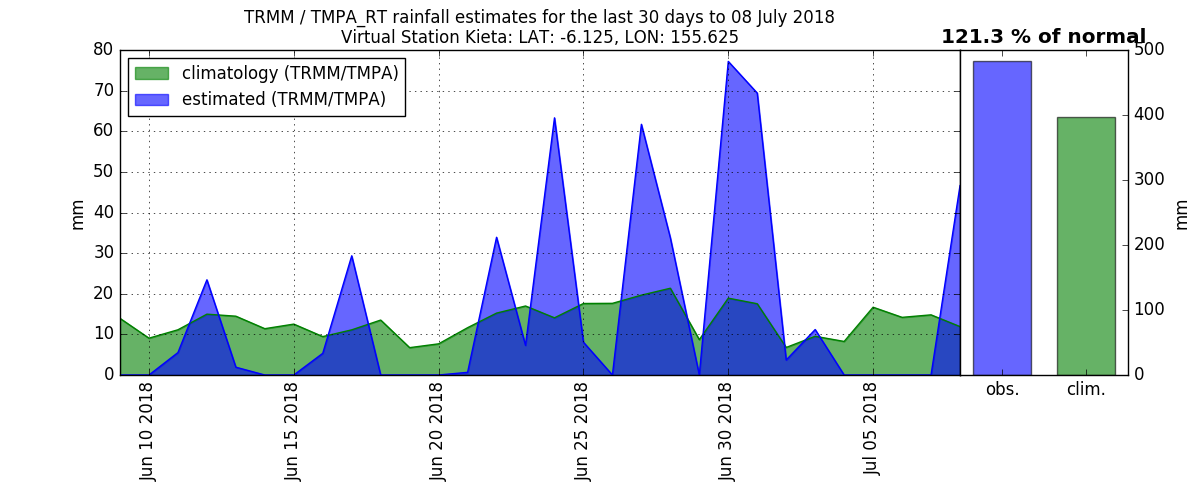 TRMM / TMPA_RT rainfall estimates for the last 30 days to 08 July 2018
Virtual Station Kieta: LAT: -6.125, LON: 155.625
121.3 % of normal
climatology (TRMM/TMPA)
estimated (TRMM/TMPA)
mm
80
70
60
50
40
30
20
10
0
Jun 10 2018
Jun 15 2018
Jun 20 2018
Jun 25 2018
Jun 30 2018
Jul 05 2018
obs.
clim.
500
400
300
200
100
0
mm